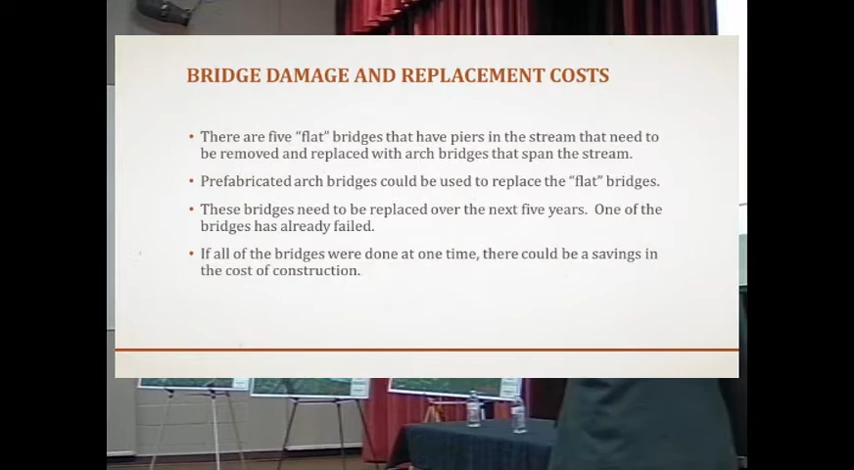 BRIDGE DAMAGE AND REPLACEMENT COSTS
• There are five “flat” bridges that have piers in the stream that need to
be removed and replaced with arch bridges that span the stream.
• Prefabricated arch bridges could be used to replace the “flat” bridges.
• These bridges need to be replaced over the next five years.  One of the
bridges has already failed.
• If all of the bridges were done at one time, there could be a savings in
the cost of construction.